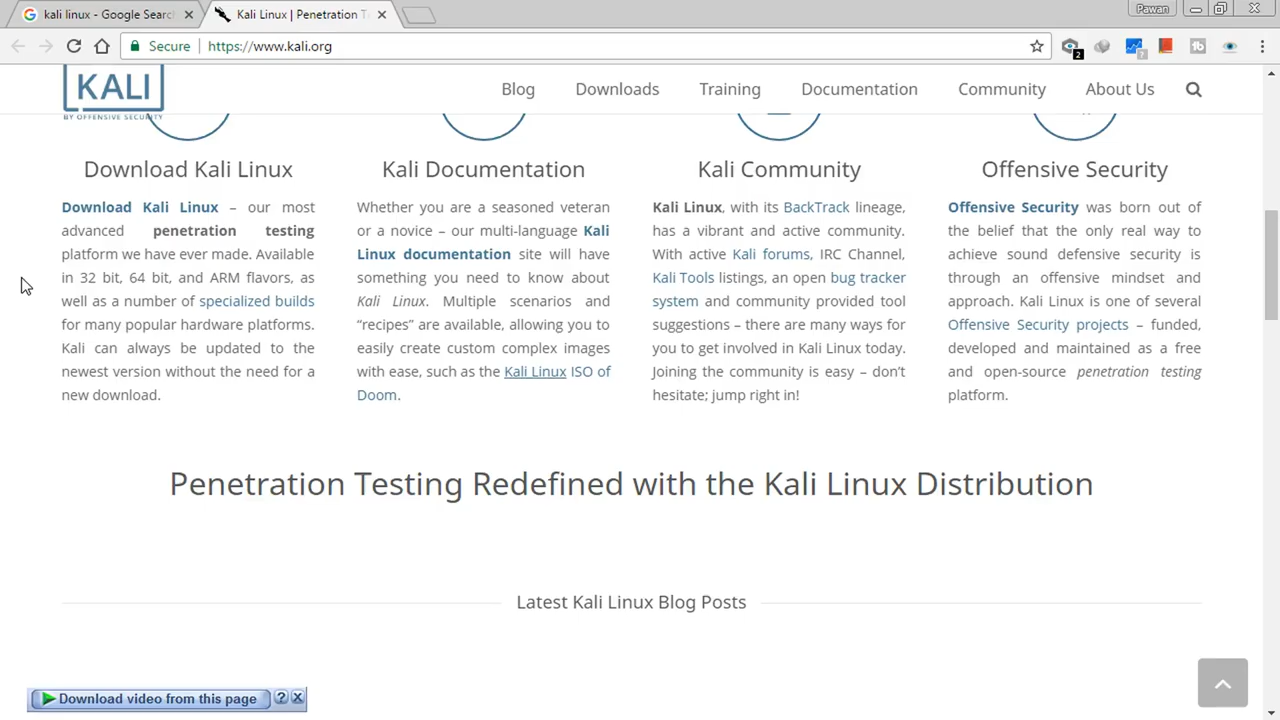 kali linux - Google Search
Kali Linux | Penetration T
Pawan
Secure
https://www.kali.org
2
7
KALI
BY OFFENSIVE SECURITY
Blog
Downloads
Training
Documentation
Community
About Us
Download Kali Linux
Download Kali Linux – our most
advanced penetration testing
platform we have ever made. Available
in 32 bit, 64 bit, and ARM flavors, as
well as a number of specialized builds
for many popular hardware platforms.
Kali can always be updated to the
newest version without the need for a
new download.
Kali Documentation
Whether you are a seasoned veteran
or a novice – our multi-language Kali
Linux documentation site will have
something you need to know about
Kali Linux. Multiple scenarios and
“recipes” are available, allowing you to
easily create custom complex images
with ease, such as the Kali Linux ISO of
Doom.
Kali Community
Kali Linux, with its BackTrack lineage,
has a vibrant and active community.
With active Kali forums, IRC Channel,
Kali Tools listings, an open bug tracker
system and community provided tool
suggestions – there are many ways for
you to get involved in Kali Linux today.
Joining the community is easy – don’t
hesitate; jump right in!
Offensive Security
Offensive Security was born out of
the belief that the only real way to
achieve sound defensive security is
through an offensive mindset and
approach. Kali Linux is one of several
Offensive Security projects – funded,
developed and maintained as a free
and open-source penetration testing
platform.
Penetration Testing Redefined with the Kali Linux Distribution
Latest Kali Linux Blog Posts
Download video from this page